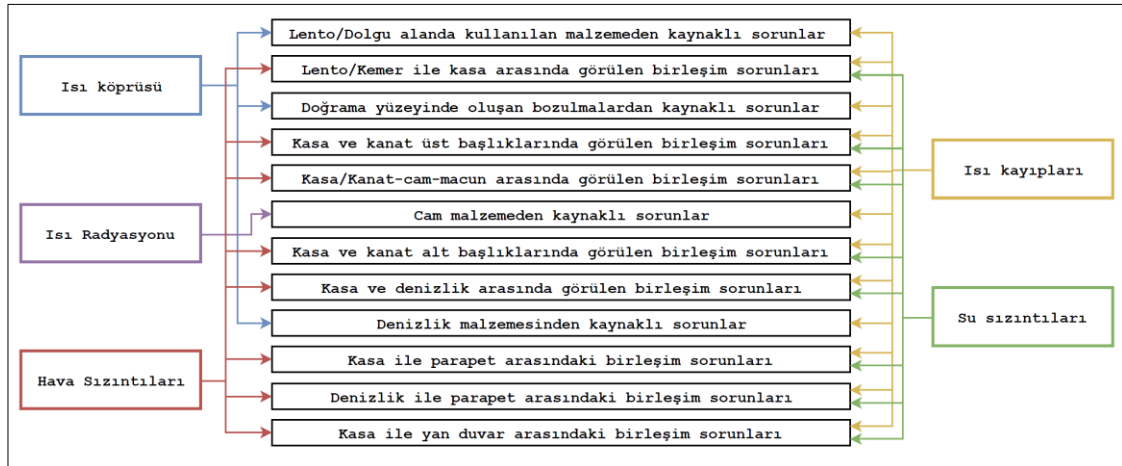 Isı köprüsü
Isı Radyasyonu
Hava Sızıntıları
Lento/Dolgu alanda kullanılan malzemeden kaynaklı sorunlar
Lento/Kemer ile kasa arasında görülen birleşim sorunları
Doğrama yüzeyinde oluşan bozulmalardan kaynaklı sorunlar
Kasa ve kanat üst başlıklarında görülen birleşim sorunları
Kasa/Kanat-cam-macun arasında görülen birleşim sorunları
Cam malzemeden kaynaklı sorunlar
Kasa ve kanat alt başlıklarında görülen birleşim sorunları
Kasa ve denizlik arasında görülen birleşim sorunları
Denizlik malzemesinden kaynaklı sorunlar
Kasa ile parapet arasındaki birleşim sorunları
Denizlik ile parapet arasındaki birleşim sorunları
Kasa ile yan duvar arasındaki birleşim sorunları
Isı kayıpları
Su sızıntıları